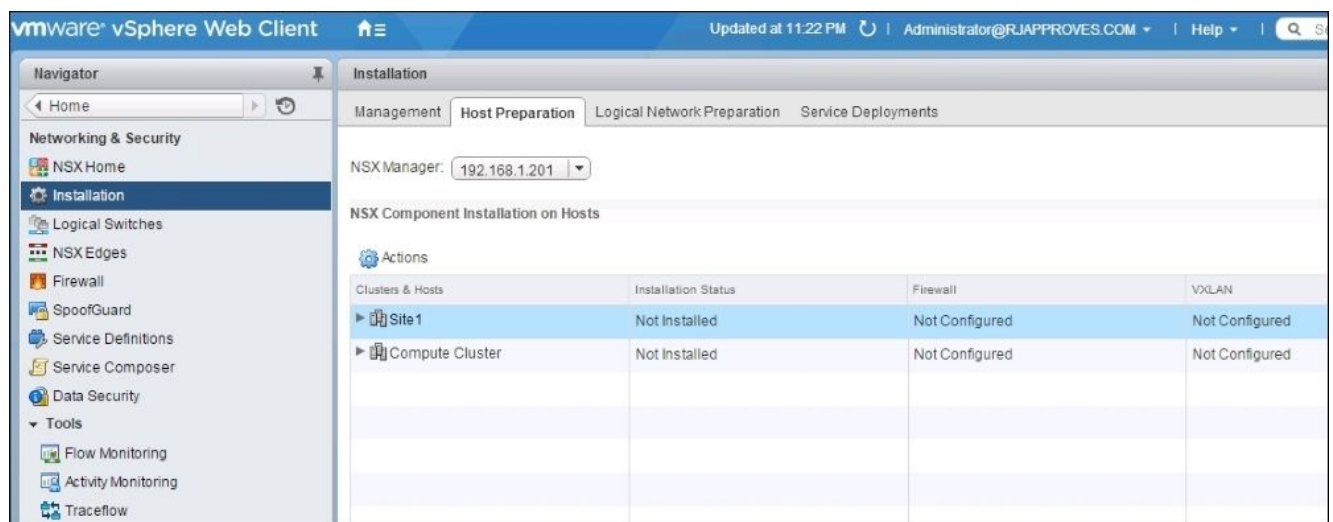 vmware® vSphere Web Client Updated at 11:22 PM | Administrator@RJAPPROVES.COM | Help |
Navigator
Home
Networking & Security
NSX Home
Installation
Logical Switches
NSX Edges
Firewall
SpoofGuard
Service Definitions
Service Composer
Data Security
Tools
Flow Monitoring
Activity Monitoring
Traceflow
Installation
Management Host Preparation Logical Network Preparation Service Deployments
NSX Manager: 192.168.1.201
NSX Component Installation on Hosts
Actions
Clusters & Hosts Installation Status Firewall VXLAN
Site1 Not Installed Not Configured Not Configured
Compute Cluster Not Installed Not Configured Not Configured